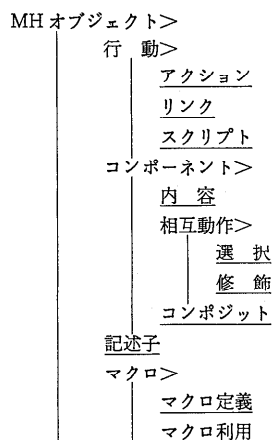 MHオブジェクト>
行　動>
アクション
リンク
スクリプト
コンポーネント>
内　容
相互動作>
選　択
修　飾
コンポジット
記述子
マクロ>
マクロ定義
マクロ利用